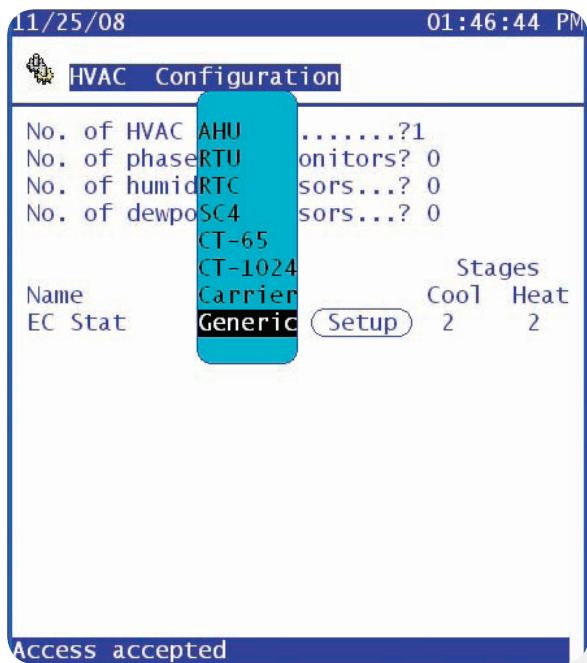 11/25/08 01:46:44 PM
HVAC Configuration
No. of HVAC AHU .......?1
No. of phase RTU onitors? 0
No. of humid RTC sors...? 0
No. of dewpo SC4 sors...? 0
CT-65
CT-1024 Stages
Name Carrier Cool Heat
EC Stat Generic Setup 2 2
Access accepted